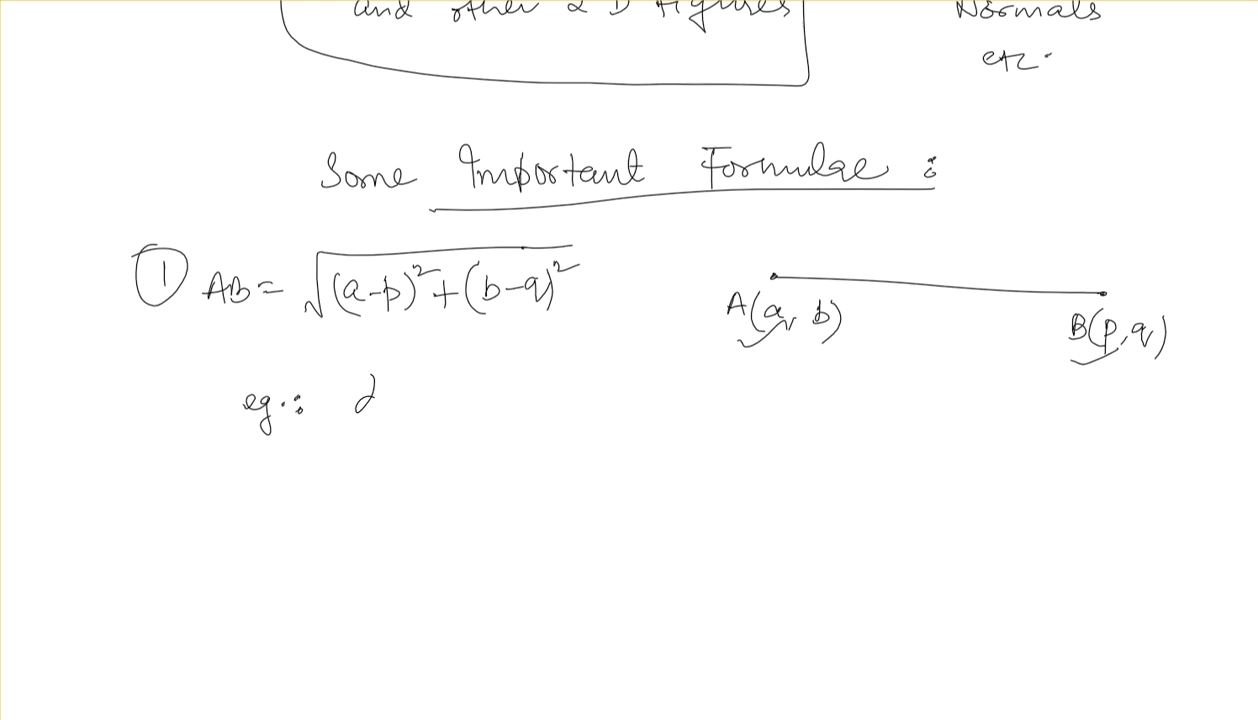 and other 2 D Figures
Normals
etc.
Some Important Formulae :
① AB = √(a-p)²+(b-q)²
A(a, b)
B(p,q)
eg.: d